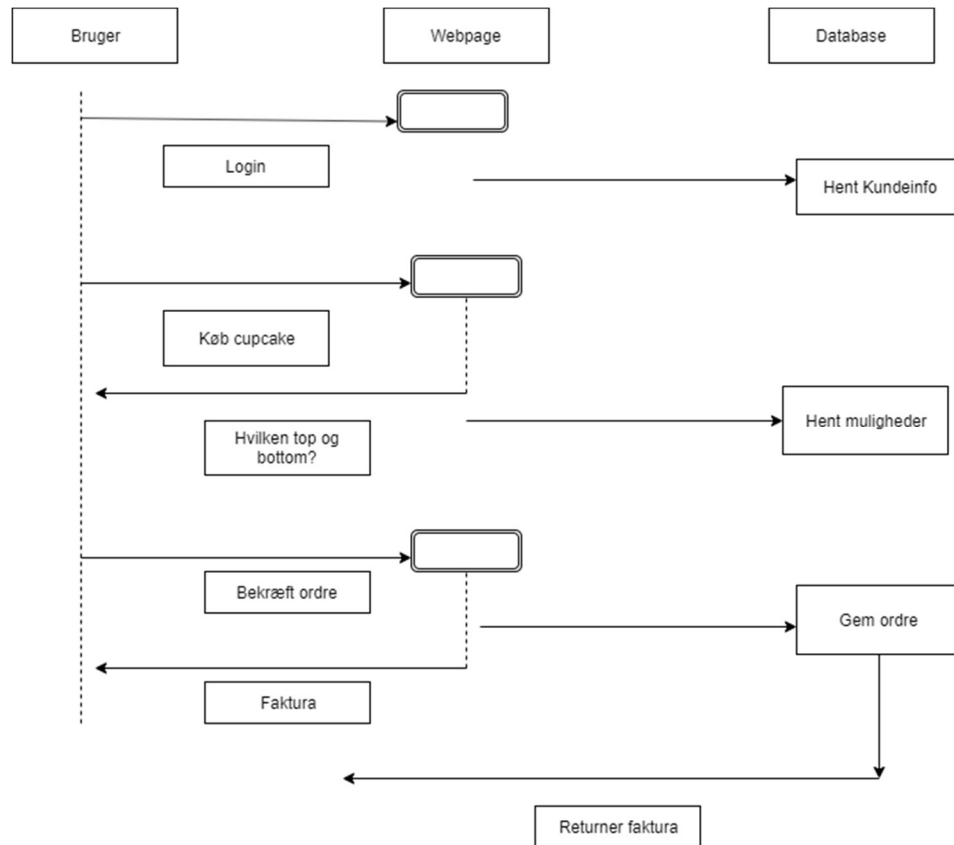 Bruger
Webpage
Database
Login
Hent Kundeinfo
Køb cupcake
Hvilken top og
bottom?
Hent muligheder
Bekræft ordre
Gem ordre
Faktura
Returner faktura